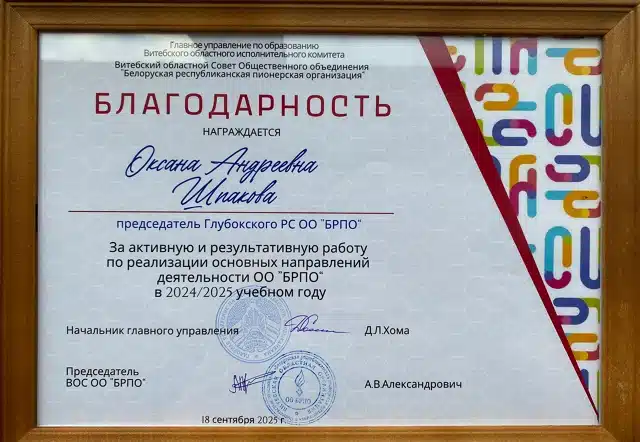 Главное управление по образованию
Витебского областного исполнительного комитета
Витебский областной Совет Общественного объединения
"Белорусская республиканская пионерская организация"
БЛАГОДАРНОСТЬ
НАГРАЖДАЕТСЯ
Оксана Андреевна
Шпакова
председатель Глубокского РС ОО "БРПО"
За активную и результативную работу
по реализации основных направлений
деятельности ОО "БРПО"
в 2024/2025 учебном году
Начальник главного управления
Д.Л.Хома
Председатель
ВОС ОО "БРПО"
А.В.Александрович
ОО БРПО
18 сентября 2025 г.